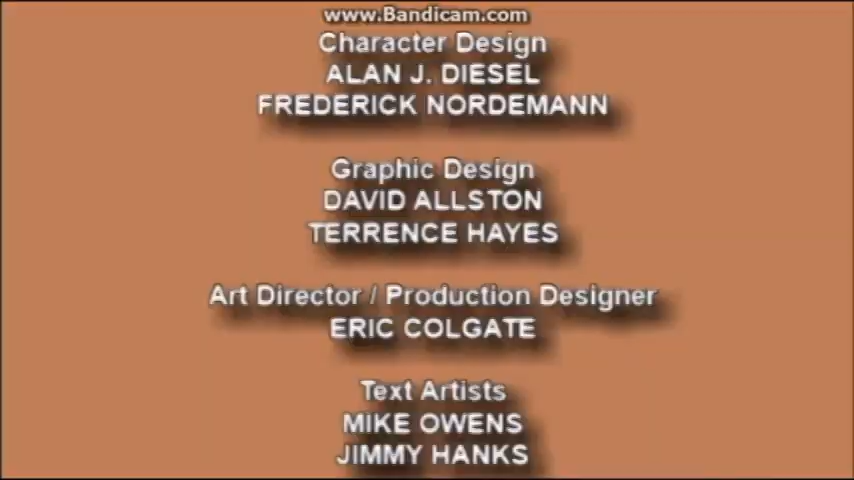 www.Bandicam.com
Character Design
ALAN J. DIESEL
FREDERICK NORDEMANN
Graphic Design
DAVID ALLSTON
TERRENCE HAYES
Art Director / Production Designer
ERIC COLGATE
Text Artists
MIKE OWENS
JIMMY HANKS